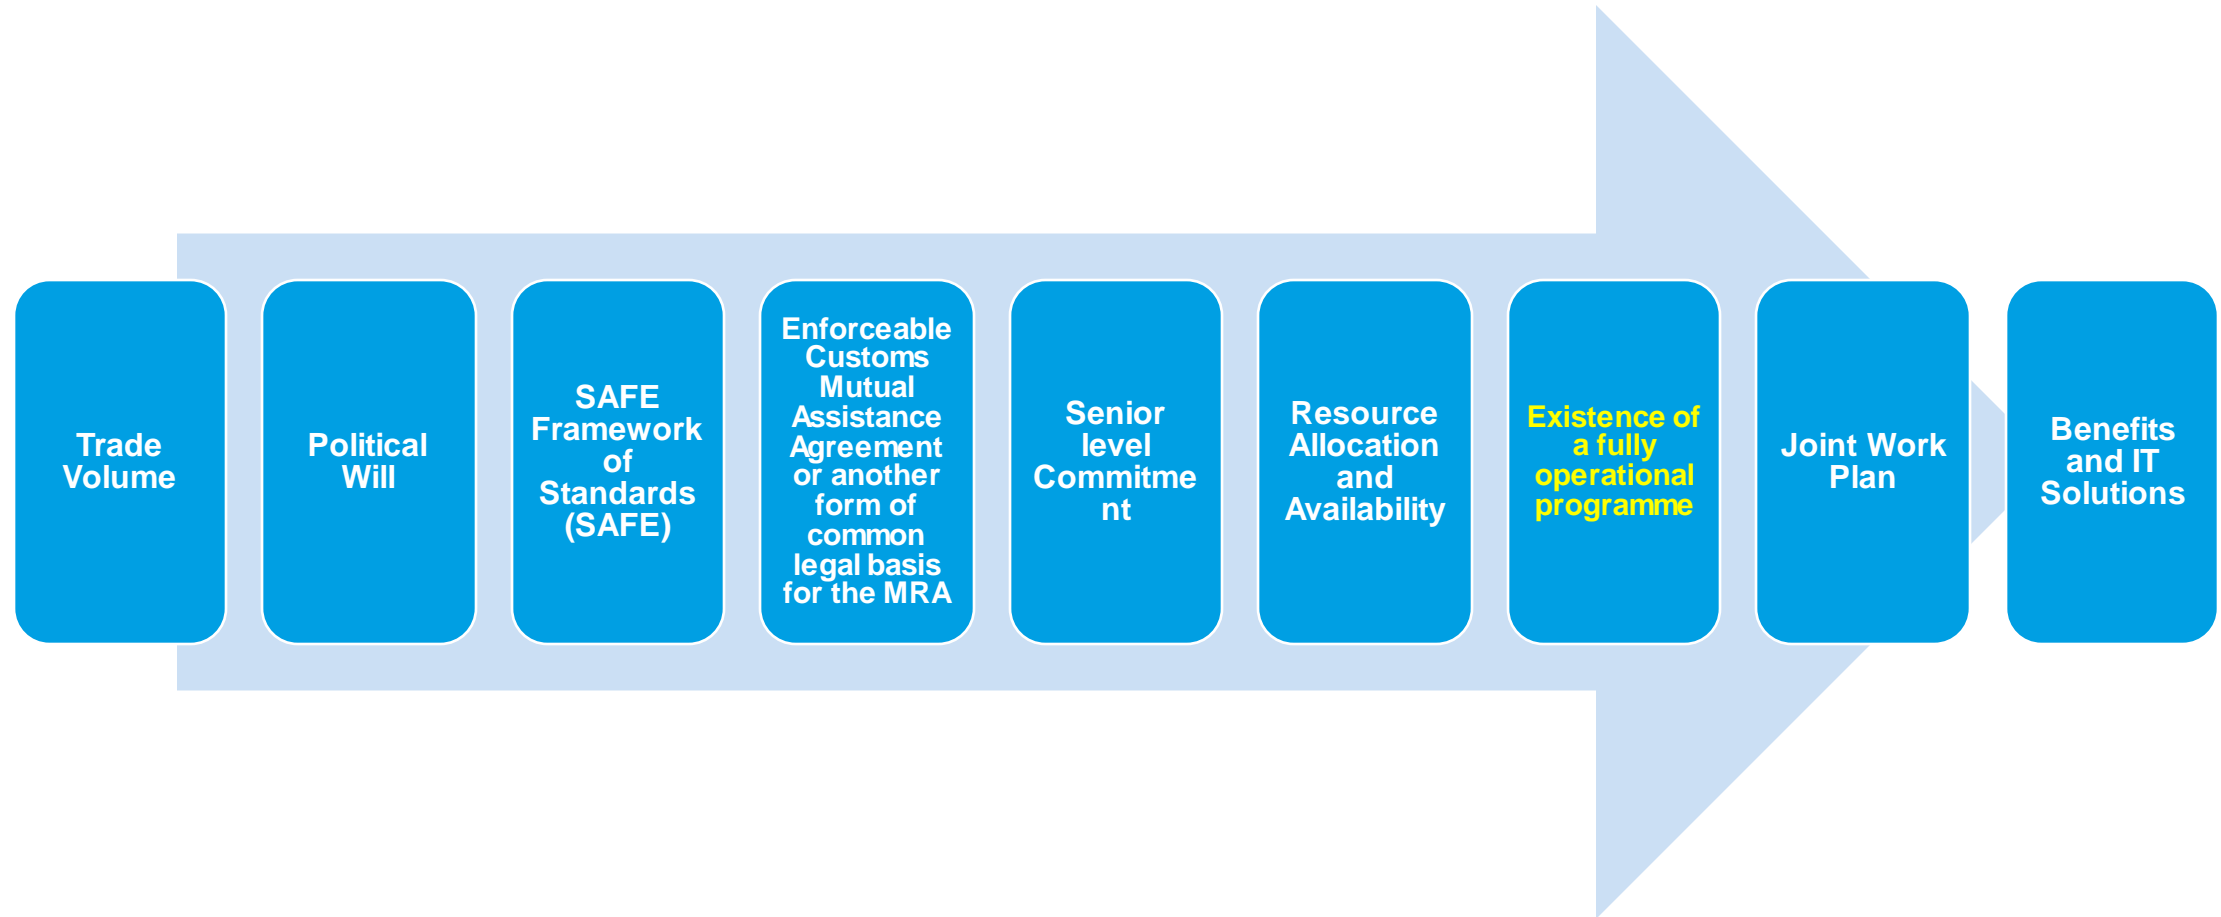 Trade
Volume
Political
Will
SAFE
Framework
of
Standards
(SAFE)
Enforceable
Customs
Mutual
Assistance
Agreement
or another
form of
common
legal basis
for the MRA
Senior
level
Commitme
nt
Resource
Allocation
and
Availability
Existence of
a fully
operational
programme
Joint Work
Plan
Benefits
and IT
Solutions